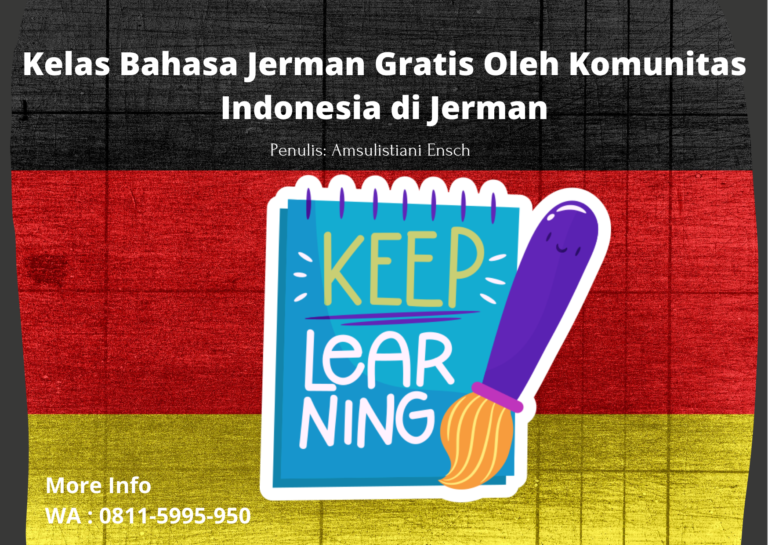 Kelas Bahasa Jerman Gratis Oleh Komunitas
Indonesia di Jerman
Penulis: Amsulistiani Ensch
KEEP
LeAR
NING
More Info
WA : 0811-5995-950